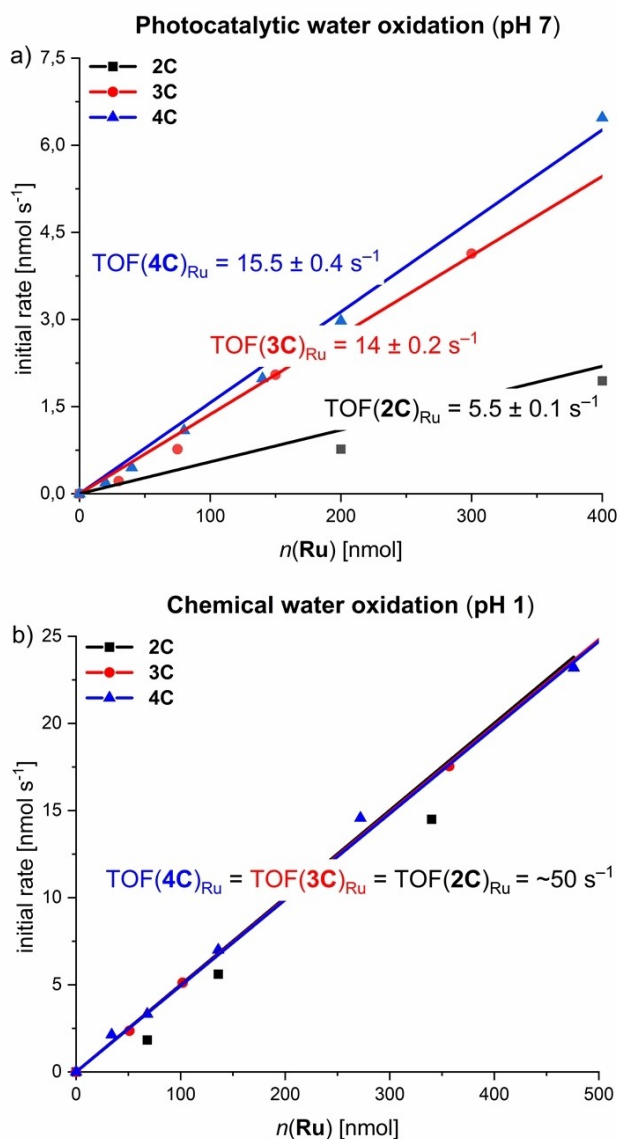 Photocatalytic water oxidation (pH 7)
a)
2C
3C
4C
7,5
6,0
4,5
3,0
1,5
0,0
initial rate [nmol s⁻¹]
TOF(4C)Ru = 15.5 ± 0.4 s⁻¹
TOF(3C)Ru = 14 ± 0.2 s⁻¹
TOF(2C)Ru = 5.5 ± 0.1 s⁻¹
0 100 200 300 400
n(Ru) [nmol]
Chemical water oxidation (pH 1)
b)
2C
3C
4C
25
20
15
10
5
0
initial rate [nmol s⁻¹]
TOF(4C)Ru = TOF(3C)Ru = TOF(2C)Ru = ~50 s⁻¹
0 100 200 300 400 500
n(Ru) [nmol]